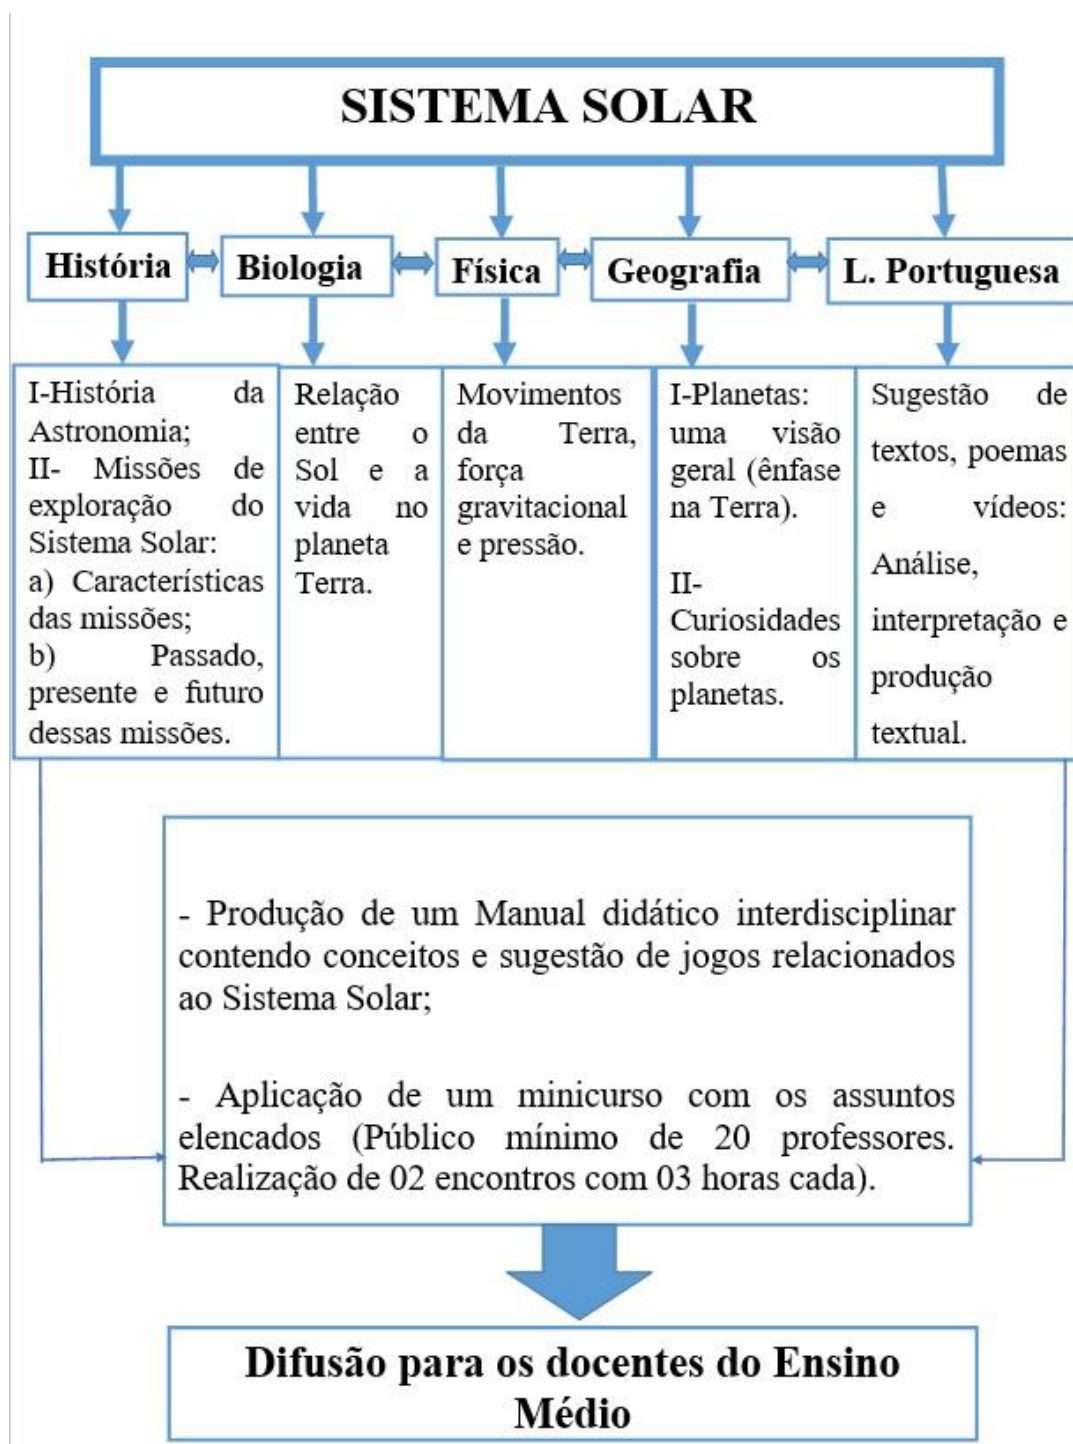 SISTEMA SOLAR
História
Biologia
Física
Geografia
L. Portuguesa
I-História da
Astronomia;
II- Missões de
exploração do
Sistema Solar:
a) Características
das missões;
b) Passado,
presente e futuro
dessas missões.
Relação
entre o
Sol e a
vida no
planeta
Terra.
Movimentos
da Terra,
força
gravitacional
e pressão.
I-Planetas:
uma visão
geral (ênfase
na Terra).
II-
Curiosidades
sobre os
planetas.
Sugestão de
textos, poemas
e vídeos:
Análise,
interpretação e
produção
textual.
- Produção de um Manual didático interdisciplinar
contendo conceitos e sugestão de jogos relacionados
ao Sistema Solar;
- Aplicação de um minicurso com os assuntos
elencados (Público mínimo de 20 professores.
Realização de 02 encontros com 03 horas cada).
Difusão para os docentes do Ensino
Médio